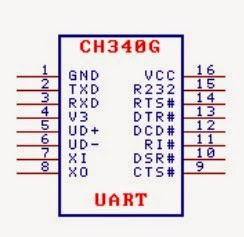 CH340G
1 GND VCC 16
2 TXD R232 15
3 RXD RTS# 14
4 V3 DTR# 13
5 UD+ DCD# 12
6 UD- RI# 11
7 XI DSR# 10
8 XO CTS# 9
UART